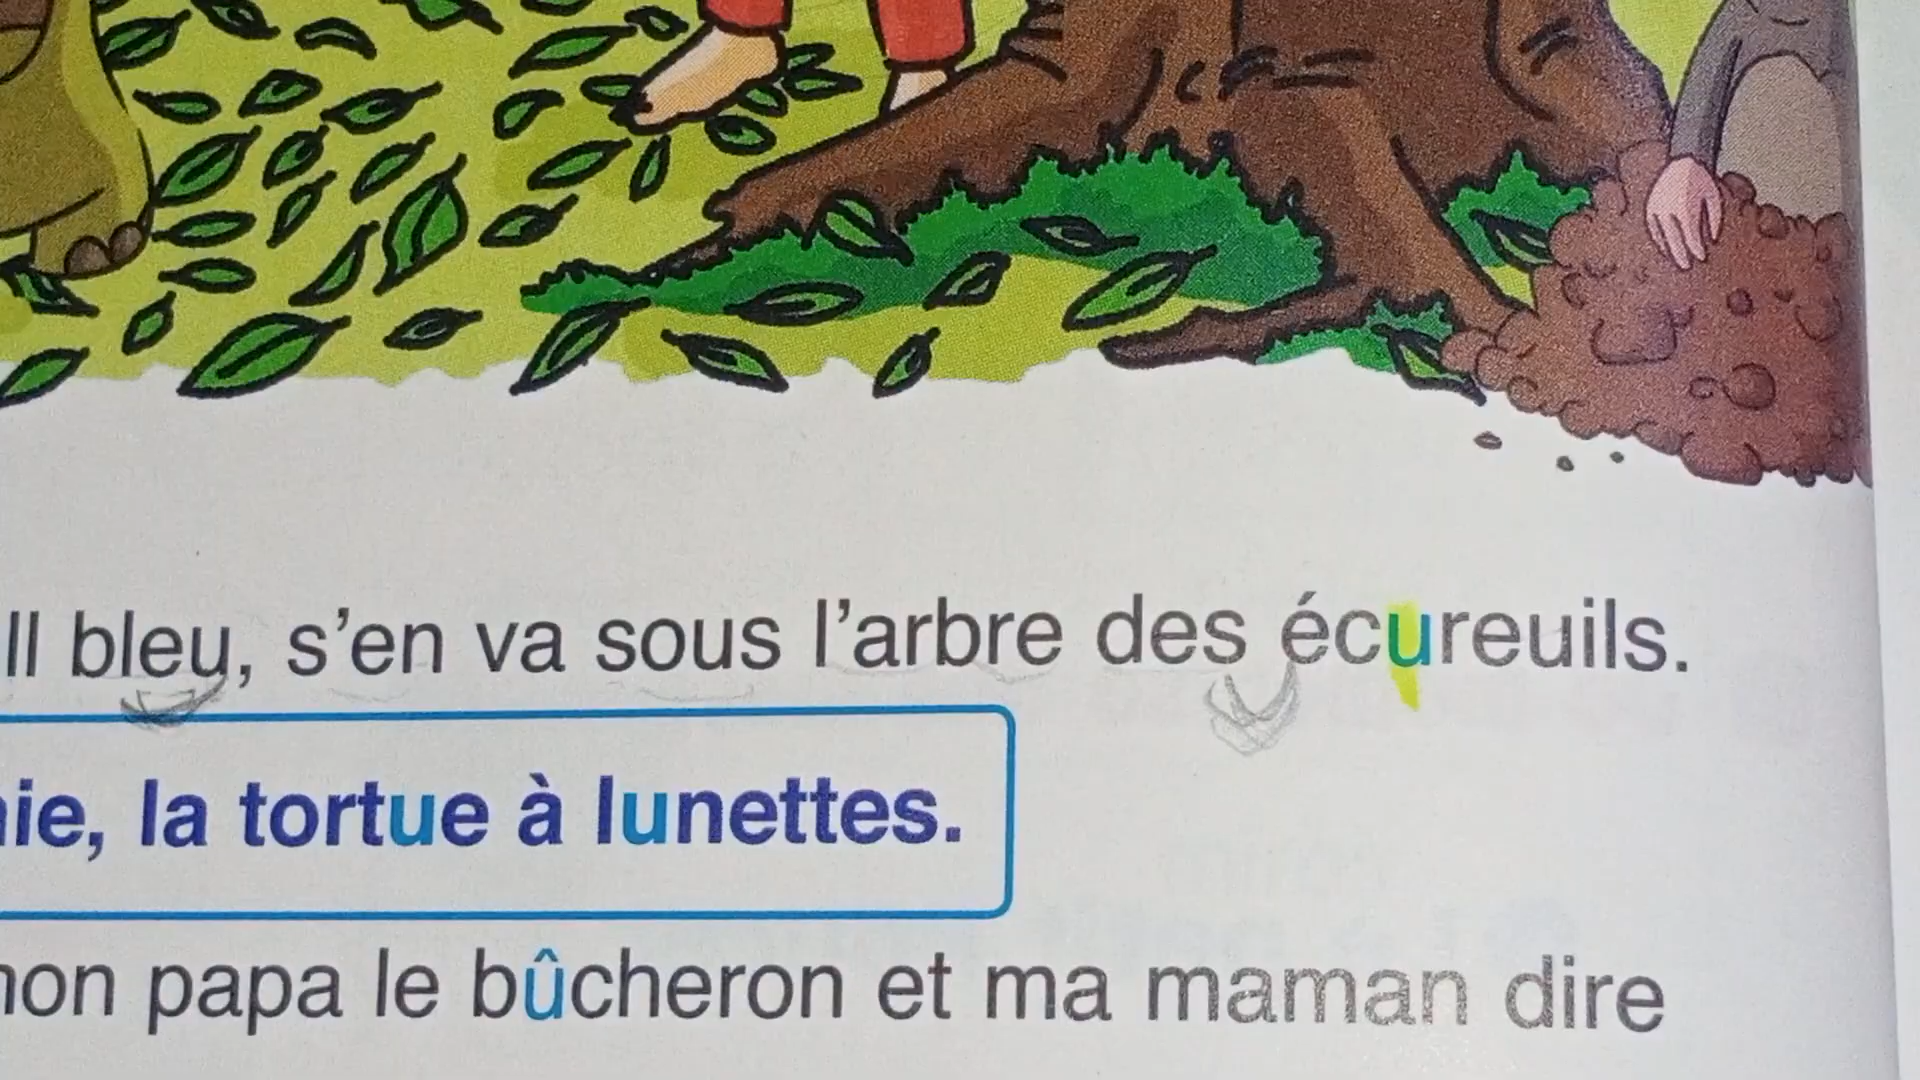 ll bleu, s'en va sous l'arbre des écureuils.
ie, la tortue à lunettes.
papa le bûcheron et ma maman dire